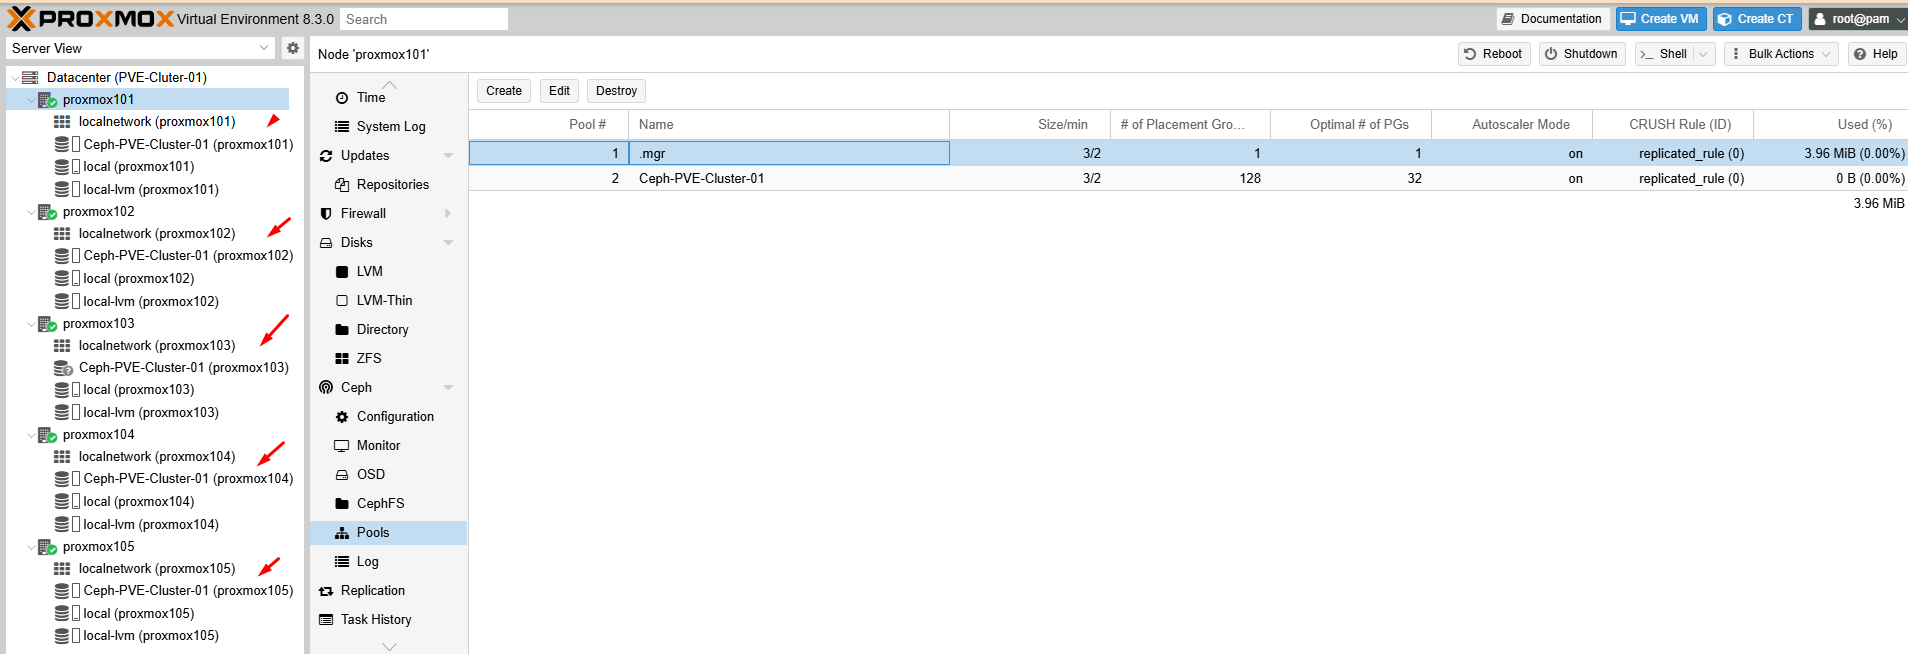 PROXMOX Virtual Environment 8.3.0 Search Documentation Create VM Create CT root@pam
Server View
Node 'proxmox101' Reboot Shutdown >_ Shell Bulk Actions Help
Datacenter (PVE-Cluter-01)
proxmox101
localnetwork (proxmox101)
Ceph-PVE-Cluster-01 (proxmox101)
local (proxmox101)
local-lvm (proxmox101)
proxmox102
localnetwork (proxmox102)
Ceph-PVE-Cluster-01 (proxmox102)
local (proxmox102)
local-lvm (proxmox102)
proxmox103
localnetwork (proxmox103)
Ceph-PVE-Cluster-01 (proxmox103)
local (proxmox103)
local-lvm (proxmox103)
proxmox104
localnetwork (proxmox104)
Ceph-PVE-Cluster-01 (proxmox104)
local (proxmox104)
local-lvm (proxmox104)
proxmox105
localnetwork (proxmox105)
Ceph-PVE-Cluster-01 (proxmox105)
local (proxmox105)
local-lvm (proxmox105)
Time
System Log
Updates
Repositories
Firewall
Disks
LVM
LVM-Thin
Directory
ZFS
Ceph
Configuration
Monitor
OSD
CephFS
Pools
Log
Replication
Task History
Create Edit Destroy
Pool # Name Size/min # of Placement Gro... Optimal # of PGs Autoscaler Mode CRUSH Rule (ID) Used (%)
1 .mgr 3/2 1 1 on replicated_rule (0) 3.96 MiB (0.00%)
2 Ceph-PVE-Cluster-01 3/2 128 32 on replicated_rule (0) 0 B (0.00%)
3.96 MiB